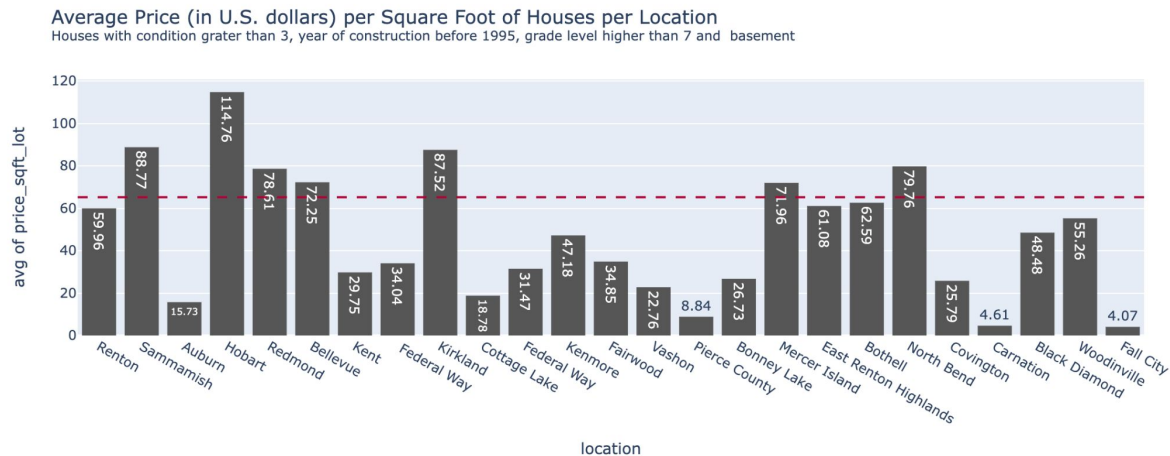 Average Price (in U.S. dollars) per Square Foot of Houses per Location
Houses with condition grater than 3, year of construction before 1995, grade level higher than 7 and  basement
avg of price_sqft_lot
120
100
80
60
40
20
0
59.96
88.77
15.73
114.76
78.61
72.25
29.75
34.04
87.52
18.78
31.47
47.18
34.85
22.76
8.84
26.73
71.96
61.08
62.59
79.76
25.79
4.61
48.48
55.26
4.07
Renton
Sammamish
Auburn
Hobart
Redmond
Bellevue
Kent
Federal Way
Kirkland
Cottage Lake
Federal Way
Kenmore
Fairwood
Vashon
Pierce County
Bonney Lake
Mercer Island
East Renton Highlands
Bothell
North Bend
Covington
Carnation
Black Diamond
Woodinville
Fall City
location